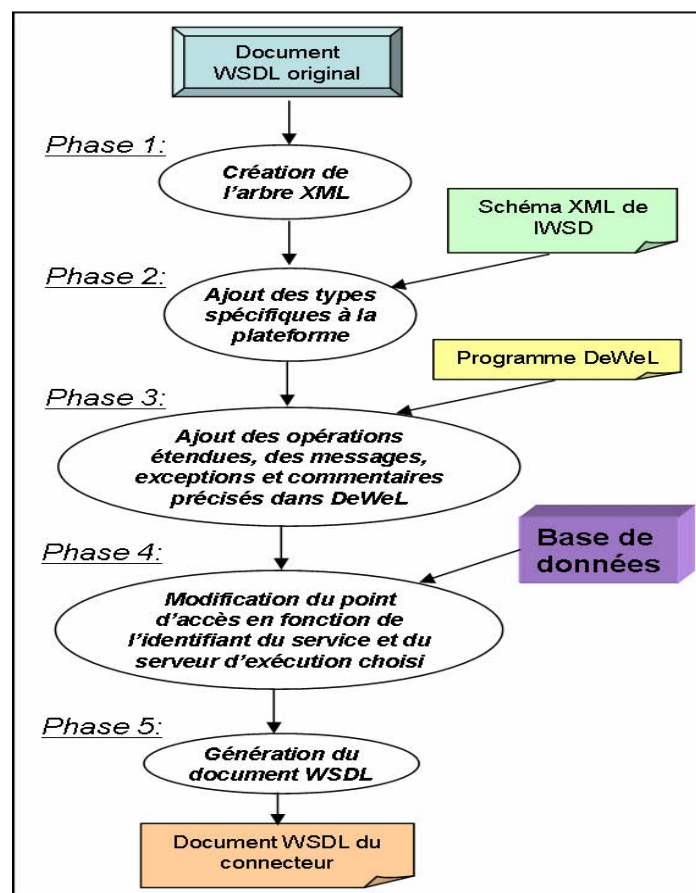 Document
WSDL original
Phase 1:
Création de
l'arbre XML
Schéma XML de
IWSD
Phase 2:
Ajout des types
spécifiques à la
plateforme
Programme DeWeL
Phase 3:
Ajout des opérations
étendues, des messages,
exceptions et commentaires
précisés dans DeWeL
Base de
données
Phase 4:
Modification du point
d'accès en fonction de
l'identifiant du service et du
serveur d'exécution choisi
Phase 5:
Génération du
document WSDL
Document WSDL du
connecteur